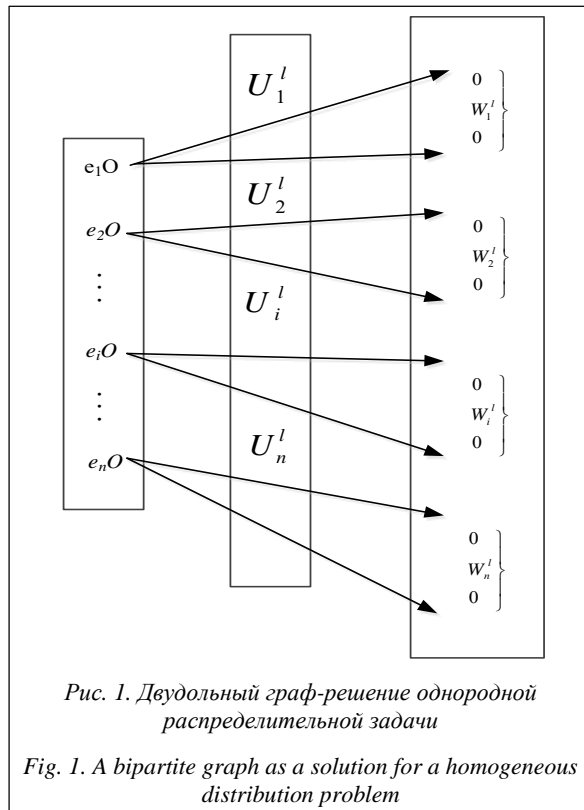 e₁O
e₂O
⋮
eᵢO
⋮
eₙO
U₁ˡ
U₂ˡ
Uᵢˡ
Uₙˡ
0
W₁ˡ }
0
0
W₂ˡ }
0
0
Wᵢˡ }
0
0
Wₙˡ }
0
Рис. 1. Двудольный граф-решение однородной
распределительной задачи
Fig. 1. A bipartite graph as a solution for a homogeneous
distribution problem